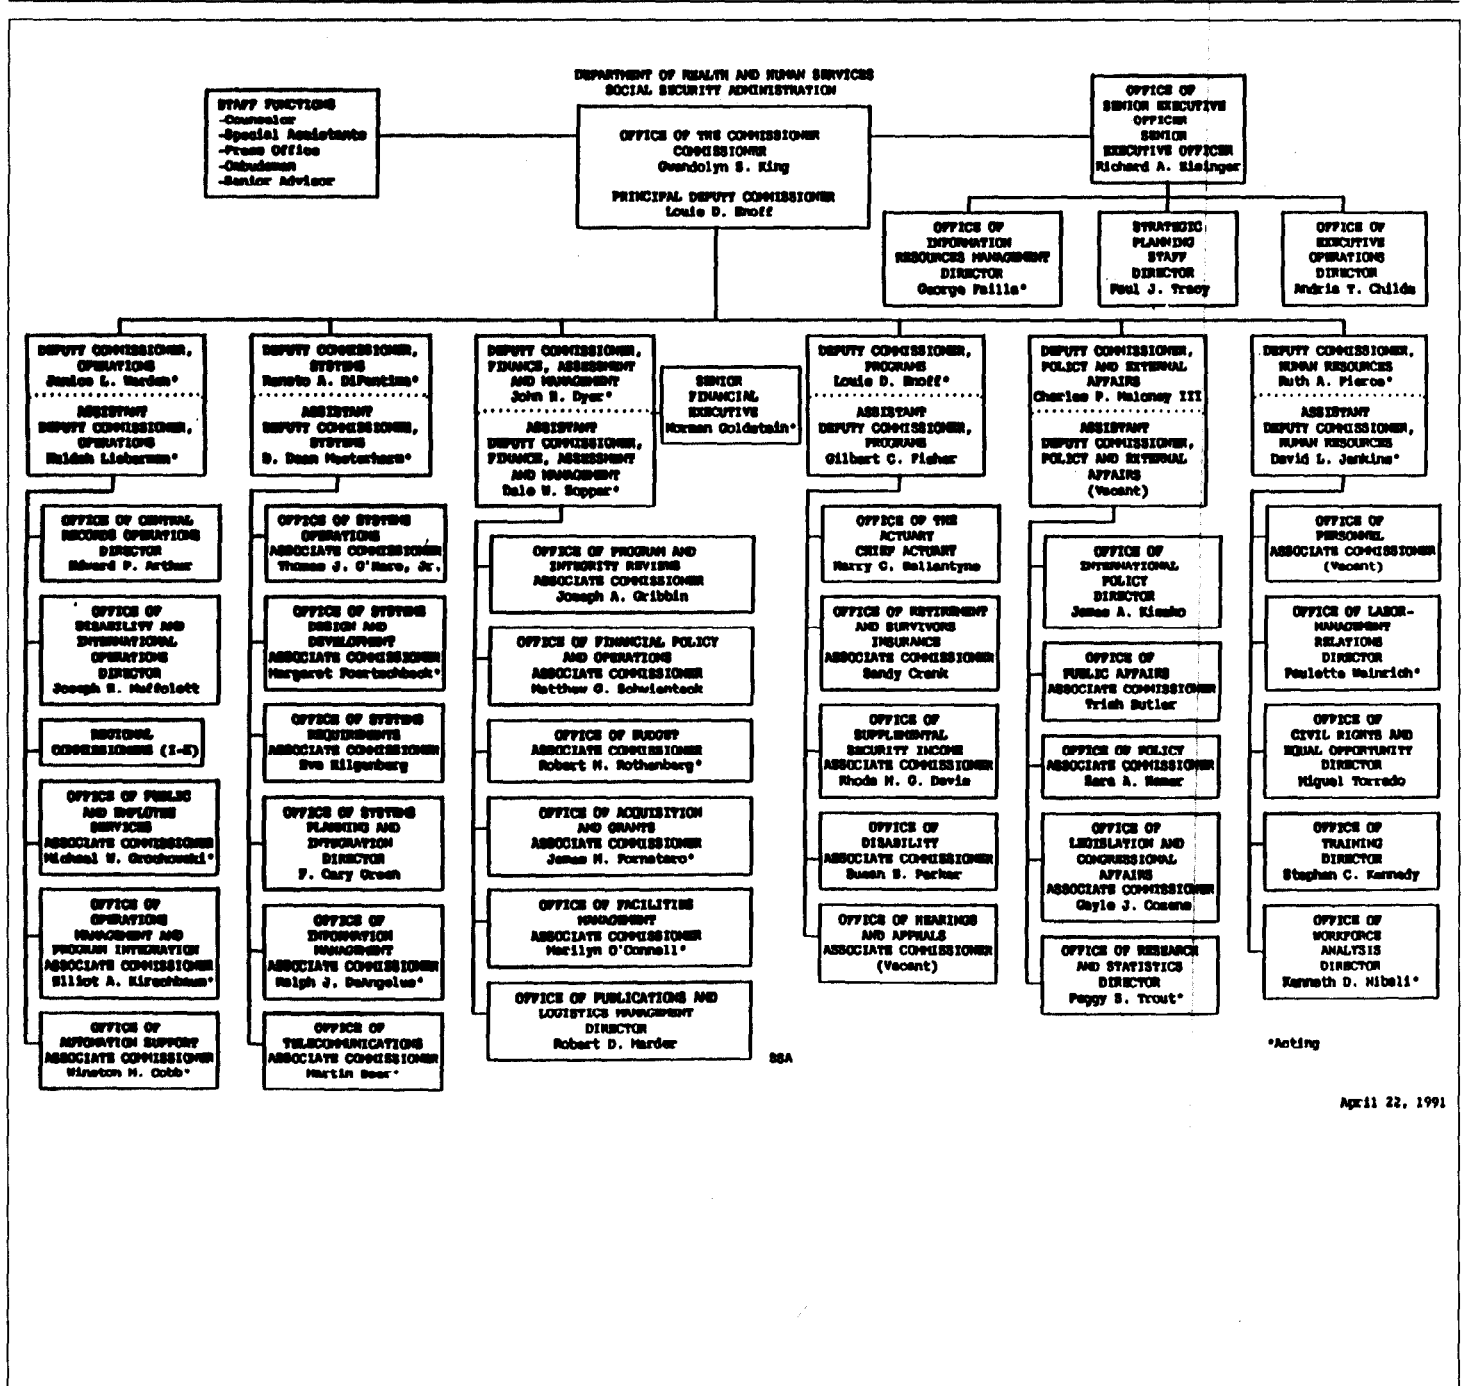 DEPARTMENT OF HEALTH AND HUMAN SERVICES
SOCIAL SECURITY ADMINISTRATION
STAFF FUNCTIONS
-Counselor
-Special Assistants
-Press Office
-Ombudsman
-Senior Advisor
OFFICE OF THE COMMISSIONER
COMMISSIONER
Gwendolyn S. King
PRINCIPAL DEPUTY COMMISSIONER
Louis D. Enoff
OFFICE OF
SENIOR EXECUTIVE
OFFICER
SENIOR
EXECUTIVE OFFICER
Richard A. Eisinger
OFFICE OF
INFORMATION
RESOURCES MANAGEMENT
DIRECTOR
George Failla*
STRATEGIC
PLANNING
STAFF
DIRECTOR
Paul J. Tracy
OFFICE OF
EXECUTIVE
OPERATIONS
DIRECTOR
Andria T. Childs
DEPUTY COMMISSIONER,
OPERATIONS
Janice L. Warden*
ASSISTANT
DEPUTY COMMISSIONER,
OPERATIONS
Lieberman*
OFFICE OF CENTRAL
RECORDS OPERATIONS
DIRECTOR
Edward P. Arthur
OFFICE OF
DISABILITY AND
INTERNATIONAL
OPERATIONS
DIRECTOR
Joseph R. Muffolett
REGIONAL
COMMISSIONERS (I-X)
OFFICE OF PUBLIC
AND EMPLOYEE
SERVICES
ASSOCIATE COMMISSIONER
Michael W. Grochowski*
OFFICE OF
OPERATIONS
MANAGEMENT AND
PROGRAM INTEGRATION
ASSOCIATE COMMISSIONER
Elliot A. Kirschbaum*
OFFICE OF
AUTOMATION SUPPORT
ASSOCIATE COMMISSIONER
Winston M. Cobb*
DEPUTY COMMISSIONER,
SYSTEMS
Renato A. DiPentima*
ASSISTANT
DEPUTY COMMISSIONER,
SYSTEMS
D. Dean Mesterharm*
OFFICE OF SYSTEMS
OPERATIONS
ASSOCIATE COMMISSIONER
Thomas J. O'Hare, Jr.
OFFICE OF SYSTEMS
DESIGN AND
DEVELOPMENT
ASSOCIATE COMMISSIONER
Margaret
OFFICE OF SYSTEMS
REQUIREMENTS
ASSOCIATE COMMISSIONER
Eva Hilgenberg
OFFICE OF SYSTEMS
PLANNING AND
INTEGRATION
DIRECTOR
F. Cary Green
OFFICE OF
INFORMATION
MANAGEMENT
ASSOCIATE COMMISSIONER
Ralph J. DeAngelus*
OFFICE OF
TELECOMMUNICATIONS
ASSOCIATE COMMISSIONER
Martin Baer*
DEPUTY COMMISSIONER,
FINANCE, ASSESSMENT
AND MANAGEMENT
John R. Dyer*
ASSISTANT
DEPUTY COMMISSIONER,
FINANCE, ASSESSMENT
AND MANAGEMENT
Dale W. Sopper*
SENIOR
FINANCIAL
EXECUTIVE
Norman Goldstein*
OFFICE OF PROGRAM AND
INTEGRITY REVIEWS
ASSOCIATE COMMISSIONER
Joseph A. Gribbin
OFFICE OF FINANCIAL POLICY
AND OPERATIONS
ASSOCIATE COMMISSIONER
Matthew G. Schwienteck
OFFICE OF BUDGET
ASSOCIATE COMMISSIONER
Robert M. Rothenberg*
OFFICE OF ACQUISITION
AND GRANTS
ASSOCIATE COMMISSIONER
James M. Fornataro*
OFFICE OF FACILITIES
MANAGEMENT
ASSOCIATE COMMISSIONER
Marilyn O'Connell*
OFFICE OF PUBLICATIONS AND
LOGISTICS MANAGEMENT
DIRECTOR
Robert D. Harder
SSA
DEPUTY COMMISSIONER,
PROGRAMS
Louis D. Enoff*
ASSISTANT
DEPUTY COMMISSIONER,
PROGRAMS
Gilbert C. Fisher
OFFICE OF THE
ACTUARY
CHIEF ACTUARY
Harry C. Ballantyne
OFFICE OF RETIREMENT
AND SURVIVORS
INSURANCE
ASSOCIATE COMMISSIONER
Sandy Crank
OFFICE OF
SUPPLEMENTAL
SECURITY INCOME
ASSOCIATE COMMISSIONER
Rhoda M. G. Davis
OFFICE OF
DISABILITY
ASSOCIATE COMMISSIONER
Susan S. Parker
OFFICE OF HEARINGS
AND APPEALS
ASSOCIATE COMMISSIONER
(Vacant)
DEPUTY COMMISSIONER,
POLICY AND EXTERNAL
AFFAIRS
Charles P. Maloney III
ASSISTANT
DEPUTY COMMISSIONER,
POLICY AND EXTERNAL
AFFAIRS
(Vacant)
OFFICE OF
INTERNATIONAL
POLICY
DIRECTOR
James A. Kissko
OFFICE OF
PUBLIC AFFAIRS
ASSOCIATE COMMISSIONER
Trish Butler
OFFICE OF POLICY
ASSOCIATE COMMISSIONER
Sara A. Hamer
OFFICE OF
LEGISLATION AND
CONGRESSIONAL
AFFAIRS
ASSOCIATE COMMISSIONER
Gayle J. Cozens
OFFICE OF RESEARCH
AND STATISTICS
DIRECTOR
Peggy S. Trout*
DEPUTY COMMISSIONER,
HUMAN RESOURCES
Ruth A. Pierce*
ASSISTANT
DEPUTY COMMISSIONER,
HUMAN RESOURCES
David L. Jenkins*
OFFICE OF
PERSONNEL
ASSOCIATE COMMISSIONER
(Vacant)
OFFICE OF LABOR-
MANAGEMENT
RELATIONS
DIRECTOR
Paulette Weinrich*
OFFICE OF
CIVIL RIGHTS AND
EQUAL OPPORTUNITY
DIRECTOR
Miguel Torrado
OFFICE OF
TRAINING
DIRECTOR
Stephen C. Kennedy
OFFICE OF
WORKFORCE
ANALYSIS
DIRECTOR
Kenneth D. Nibali*
*Acting
April 22, 1991